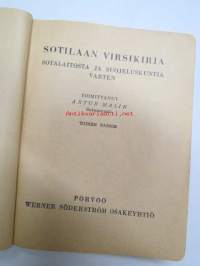 SOTILAAN VIRSIKIRJA
SOTALAITOSTA JA SUOJELUSKUNTIA
VARTEN
TOIMITTANUT
ARTUR MALIN
TOINEN PAINOS
PORVOO
WERNER SÖDERSTRÖM OSAKEYHTIÖ